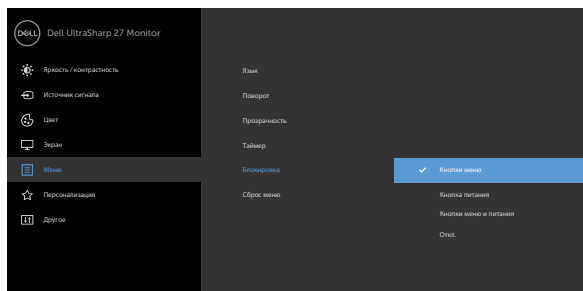 DELL Dell UltraSharp 27 Monitor
Яркость / контрастность
Источник сигнала
Цвет
Экран
Меню
Персонализация
Другое
Язык
Поворот
Прозрачность
Таймер
Блокировка
Сброс меню
Кнопки меню
Кнопка питания
Кнопки меню и питания
Откл.